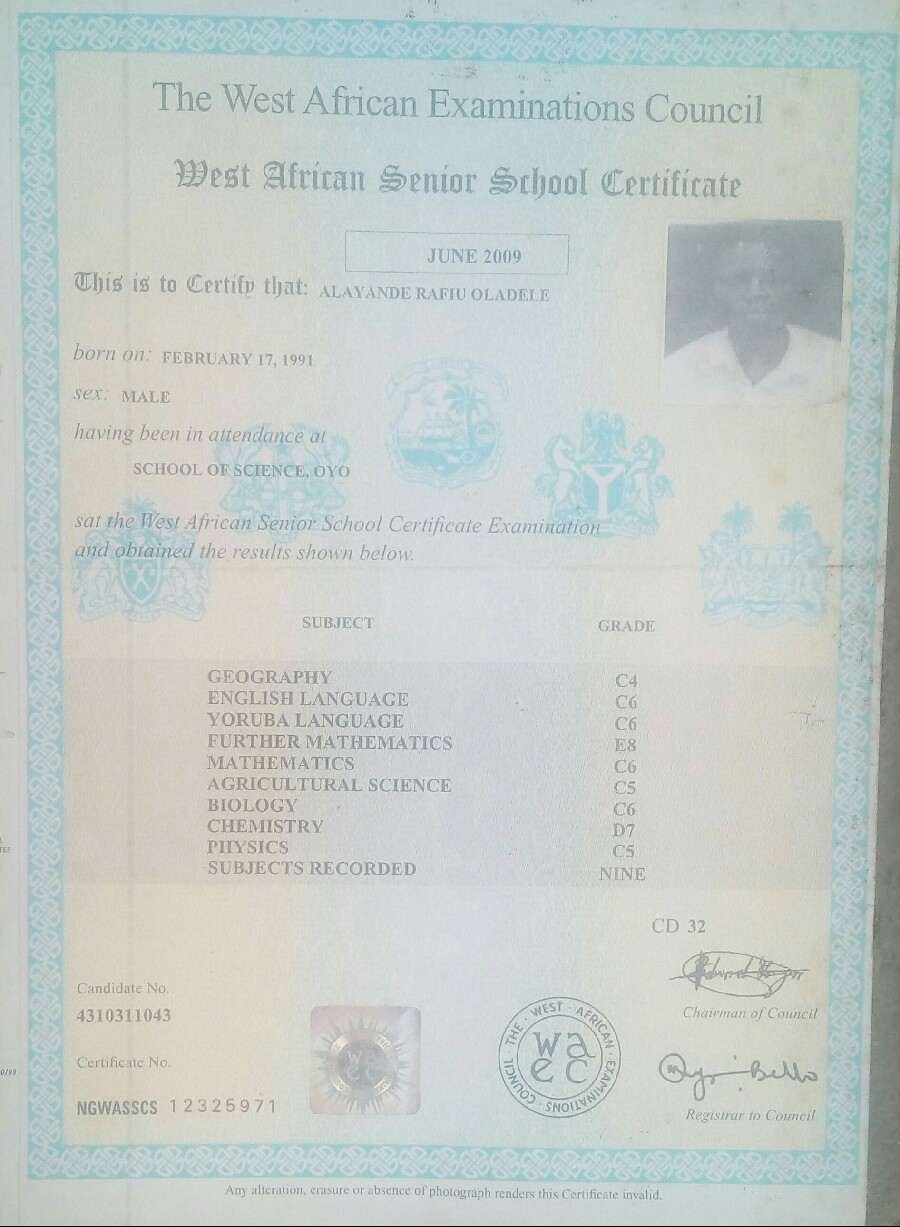 The West African Examinations Council
West African Senior School Certificate
JUNE 2009
This is to Certify that: ALAYANDE RAFIU OLADELE
born on: FEBRUARY 17, 1991
sex: MALE
having been in attendance at
SCHOOL OF SCIENCE, OYO
sat the West African Senior School Certificate Examination
and obtained the results shown below.
SUBJECT GRADE
GEOGRAPHY C4
ENGLISH LANGUAGE C6
YORUBA LANGUAGE C6
FURTHER MATHEMATICS E8
MATHEMATICS C6
AGRICULTURAL SCIENCE C5
BIOLOGY C6
CHEMISTRY D7
PHYSICS C5
SUBJECTS RECORDED NINE
CD 32
Candidate No.
4310311043
Chairman of Council
Certificate No.
NGWASSCS 12325971
THE WEST AFRICAN EXAMINATIONS COUNCIL
wa
ec
Bello
Registrar to Council
Any alteration, erasure or absence of photograph renders this Certificate invalid.